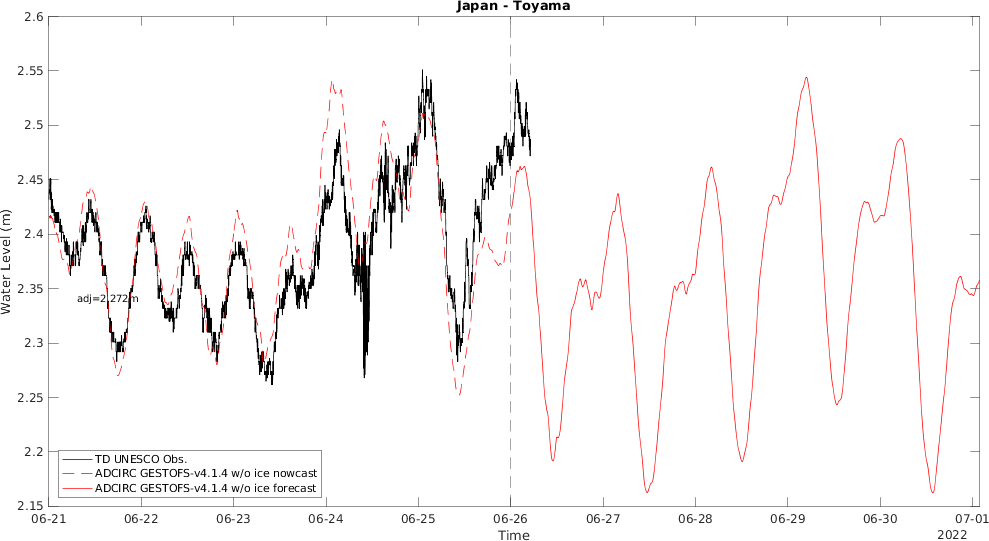 Japan - Toyama
2.6
2.55
2.5
2.45
2.4
2.35
2.3
2.25
2.2
2.15
Water Level (m)
adj=2.272m
TD UNESCO Obs.
ADCIRC GESTOFS-v4.1.4 w/o ice nowcast
ADCIRC GESTOFS-v4.1.4 w/o ice forecast
06-21 06-22 06-23 06-24 06-25 06-26 06-27 06-28 06-29 06-30 07-01
Time
2022